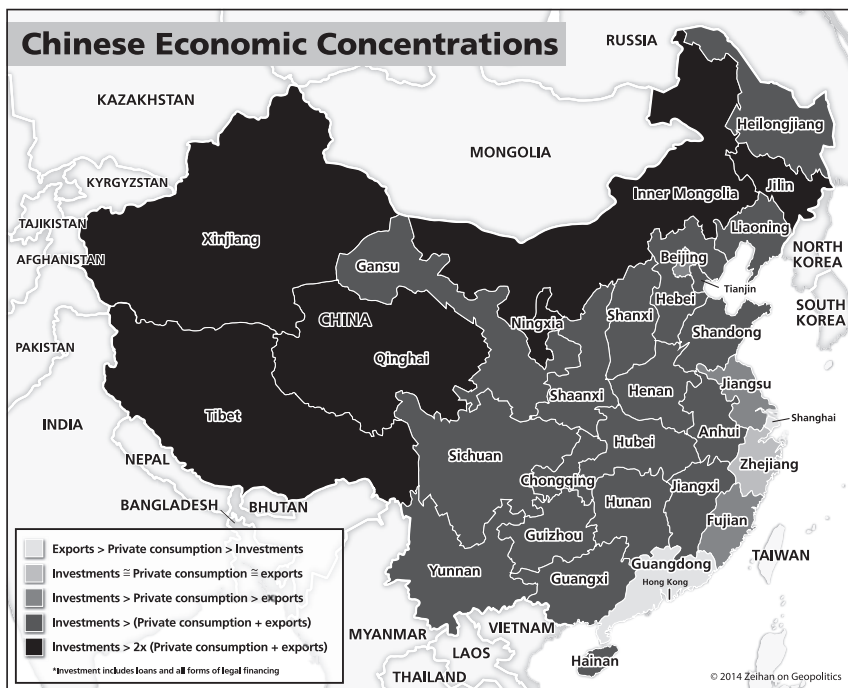 Chinese Economic Concentrations
RUSSIA
KAZAKHSTAN
MONGOLIA
Heilongjiang
KYRGYZSTAN
Inner Mongolia
Jilin
TAJIKISTAN
Xinjiang
Liaoning
AFGHANISTAN
Gansu
Beijing
NORTH
KOREA
Tianjin
Hebei
SOUTH
KOREA
CHINA
Ningxia
Shanxi
Shandong
PAKISTAN
Qinghai
Jiangsu
Shaanxi
Henan
Tibet
Shanghai
INDIA
Anhui
Hubei
Sichuan
Zhejiang
NEPAL
Chongqing
Jiangxi
Hunan
BANGLADESH
BHUTAN
Fujian
Guizhou
TAIWAN
Guangdong
Yunnan
Guangxi
Hong Kong
Exports > Private consumption > Investments
Investments ≅ Private consumption ≅ exports
Investments > Private consumption > exports
Investments > (Private consumption + exports)
Investments > 2x (Private consumption + exports)
*Investment includes loans and all forms of legal financing
MYANMAR
VIETNAM
LAOS
Hainan
THAILAND
© 2014 Zeihan on Geopolitics